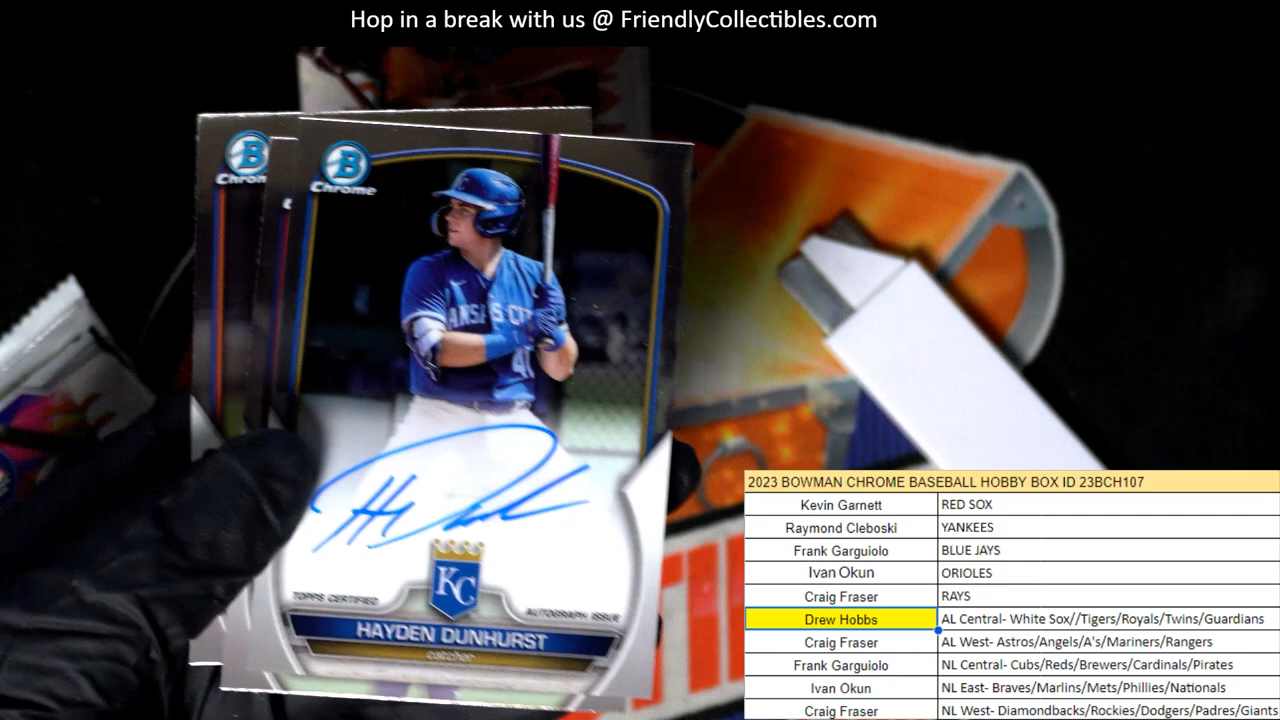 Hop in a break with us @ FriendlyCollectibles.com
B
Chrome
B
Chrome
KANSAS CITY
KC
TOPPS CERTIFIED
AUTOGRAPH ISSUE
HAYDEN DUNHURST
catcher
2023 BOWMAN CHROME BASEBALL HOBBY BOX ID 23BCH107
Kevin Garnett RED SOX
Raymond Cleboski YANKEES
Frank Garguiolo BLUE JAYS
Ivan Okun ORIOLES
Craig Fraser RAYS
Drew Hobbs AL Central- White Sox//Tigers/Royals/Twins/Guardians
Craig Fraser AL West- Astros/Angels/A's/Mariners/Rangers
Frank Garguiolo NL Central- Cubs/Reds/Brewers/Cardinals/Pirates
Ivan Okun NL East- Braves/Marlins/Mets/Phillies/Nationals
Craig Fraser NL West- Diamondbacks/Rockies/Dodgers/Padres/Giants